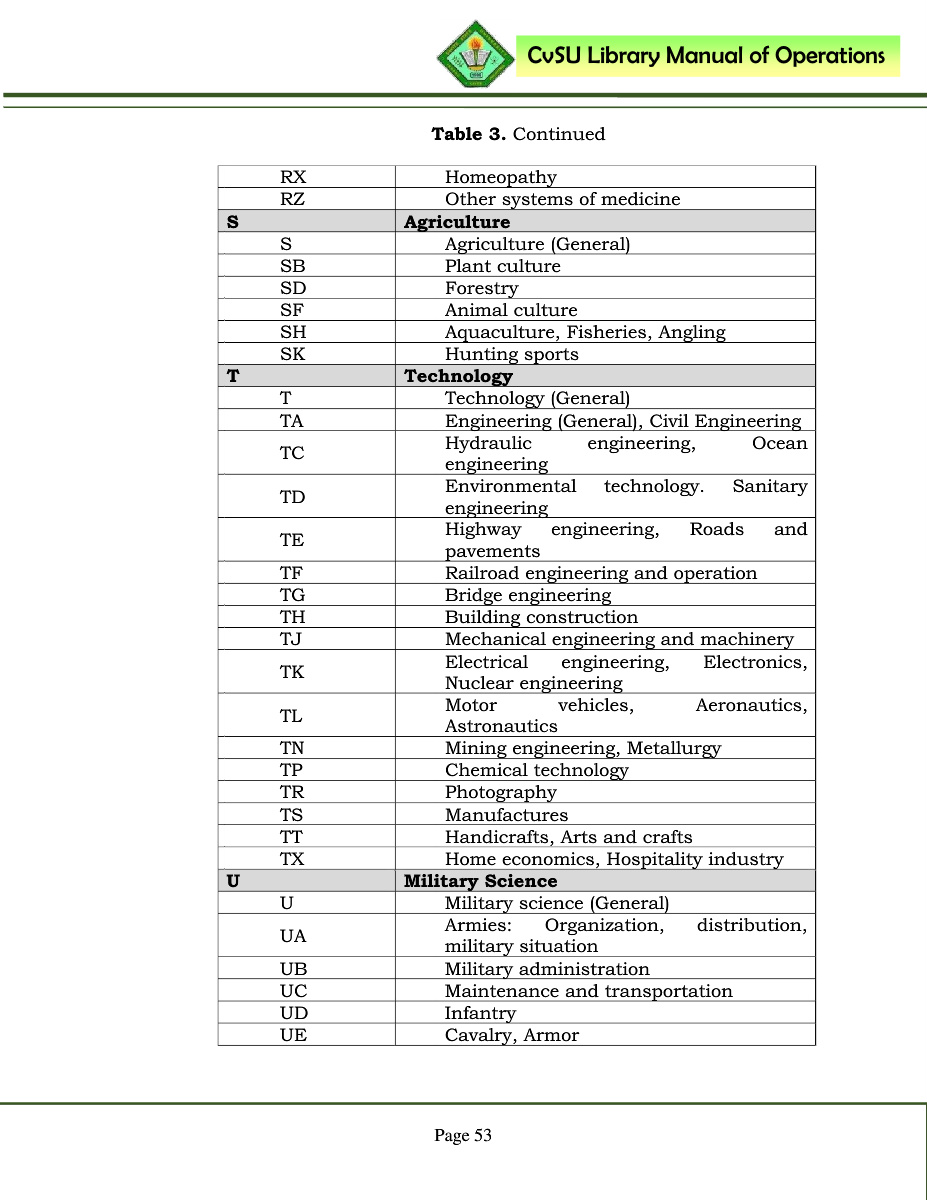 CvSU Library Manual of Operations
Table 3. Continued
RX Homeopathy
RZ Other systems of medicine
S Agriculture
S Agriculture (General)
SB Plant culture
SD Forestry
SF Animal culture
SH Aquaculture, Fisheries, Angling
SK Hunting sports
T Technology
T Technology (General)
TA Engineering (General), Civil Engineering
TC Hydraulic engineering, Ocean
engineering
TD Environmental technology. Sanitary
engineering
TE Highway engineering, Roads and
pavements
TF Railroad engineering and operation
TG Bridge engineering
TH Building construction
TJ Mechanical engineering and machinery
TK Electrical engineering, Electronics,
Nuclear engineering
TL Motor vehicles, Aeronautics,
Astronautics
TN Mining engineering, Metallurgy
TP Chemical technology
TR Photography
TS Manufactures
TT Handicrafts, Arts and crafts
TX Home economics, Hospitality industry
U Military Science
U Military science (General)
UA Armies: Organization, distribution,
military situation
UB Military administration
UC Maintenance and transportation
UD Infantry
UE Cavalry, Armor
Page 53